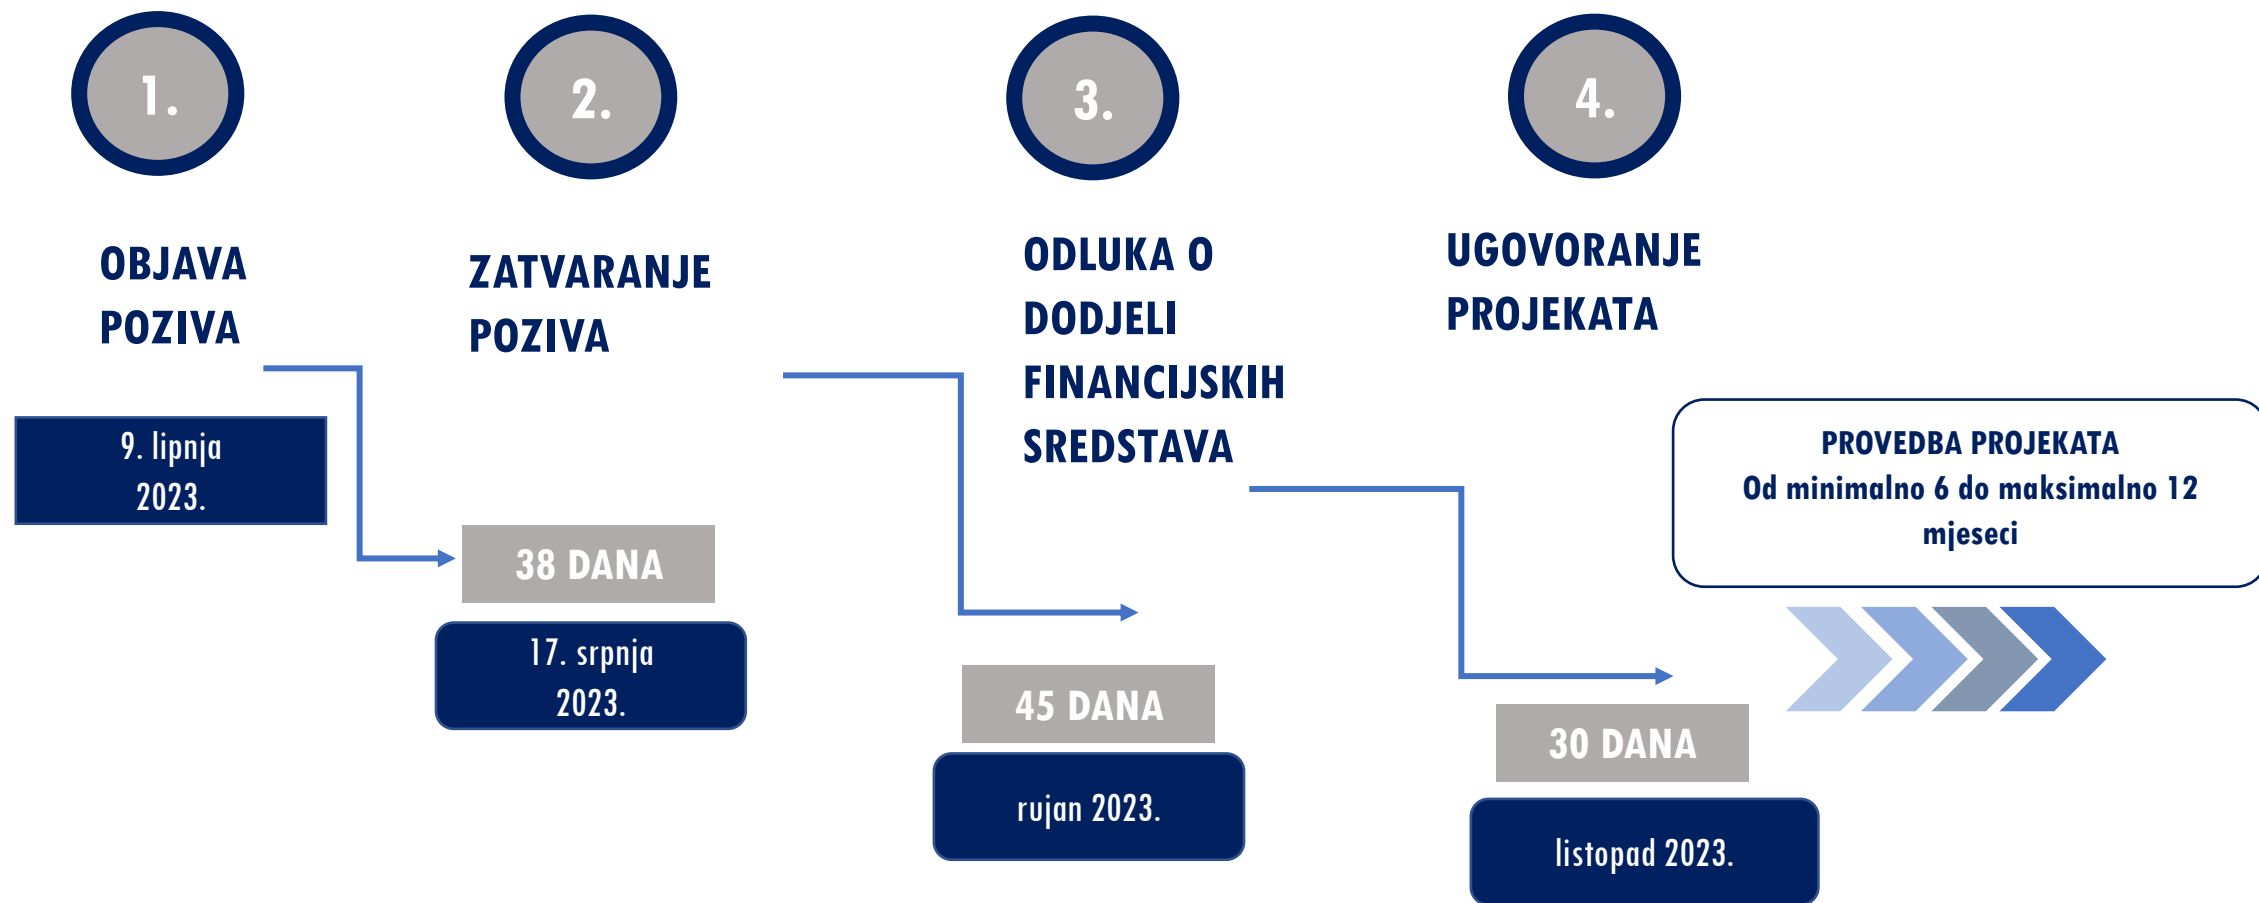 1.
OBJAVA
POZIVA
9. lipnja
2023.
2.
ZATVARANJE
POZIVA
38 DANA
17. srpnja
2023.
3.
ODLUKA O
DODJELI
FINANCIJSKIH
SREDSTAVA
45 DANA
rujan 2023.
4.
UGOVORANJE
PROJEKATA
30 DANA
listopad 2023.
PROVEDBA PROJEKATA
Od minimalno 6 do maksimalno 12
mjeseci